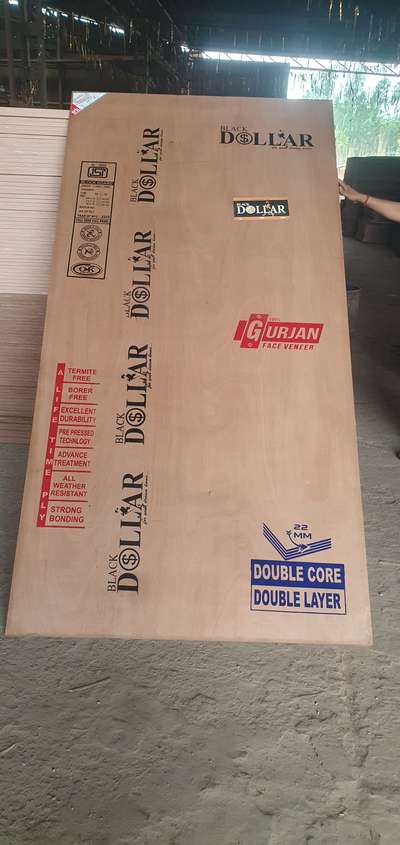 BLACK
DOLLAR
BLACK
DOLLAR
BLACK
DOLLAR
BLACK
DOLLAR
BLACK
DOLLAR
BLACK
DOLLAR
100%
GURJAN
FACE VENEER
A LIFE TIME PLY
TERMITE
FREE
BORER
FREE
EXCELLENT
DURABILITY
PRE PRESSED
TECHNOLOGY
ADVANCE
TREATMENT
ALL
WEATHER
RESISTANT
STRONG
BONDING
22
MM
DOUBLE CORE
DOUBLE LAYER